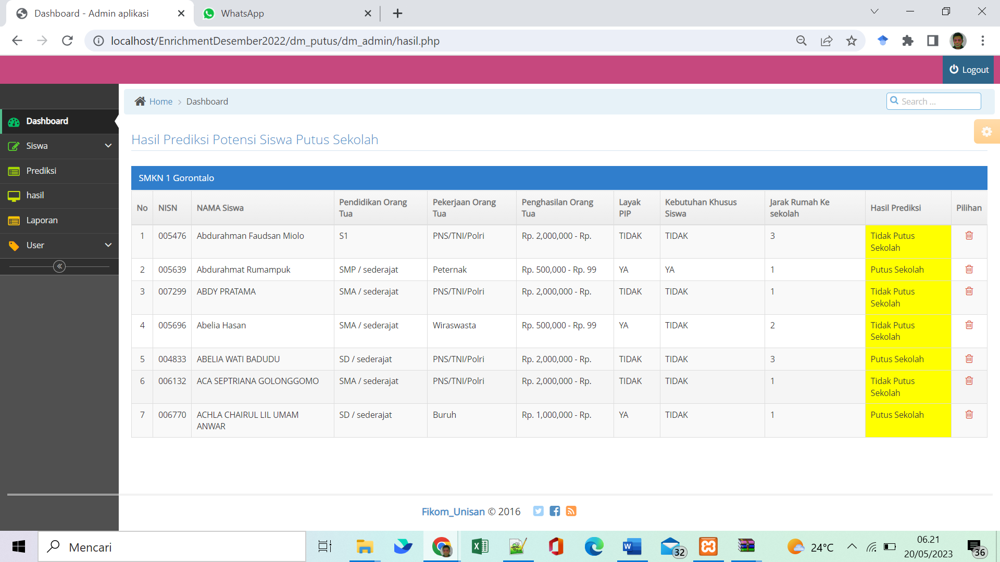 Dashboard - Admin aplikasi
WhatsApp
localhost/EnrichmentDesember2022/dm_putus/dm_admin/hasil.php
Logout
Home > Dashboard
Search ...
Dashboard
Siswa
Prediksi
hasil
Laporan
User
Hasil Prediksi Potensi Siswa Putus Sekolah
SMKN 1 Gorontalo
No NISN NAMA Siswa Pendidikan Orang Tua Pekerjaan Orang Tua Penghasilan Orang Tua Layak PIP Kebutuhan Khusus Siswa Jarak Rumah Ke sekolah Hasil Prediksi Pilihan
1 005476 Abdurahman Faudsan Miolo S1 PNS/TNI/Polri Rp. 2,000,000 - Rp. TIDAK TIDAK 3 Tidak Putus Sekolah
2 005639 Abdurahmat Rumampuk SMP / sederajat Peternak Rp. 500,000 - Rp. 99 YA YA 1 Putus Sekolah
3 007299 ABDY PRATAMA SMA / sederajat PNS/TNI/Polri Rp. 2,000,000 - Rp. TIDAK TIDAK 1 Tidak Putus Sekolah
4 005696 Abelia Hasan SMA / sederajat Wiraswasta Rp. 500,000 - Rp. 99 YA TIDAK 2 Tidak Putus Sekolah
5 004833 ABELIA WATI BADUDU SD / sederajat PNS/TNI/Polri Rp. 2,000,000 - Rp. TIDAK TIDAK 3 Putus Sekolah
6 006132 ACA SEPTRIANA GOLONGGOMO SMA / sederajat PNS/TNI/Polri Rp. 2,000,000 - Rp. TIDAK TIDAK 1 Tidak Putus Sekolah
7 006770 ACHLA CHAIRUL LIL UMAM ANWAR SD / sederajat Buruh Rp. 1,000,000 - Rp. YA TIDAK 1 Putus Sekolah
Fikom_Unisan © 2016
Mencari
32
24°C
06.21
20/05/2023
36